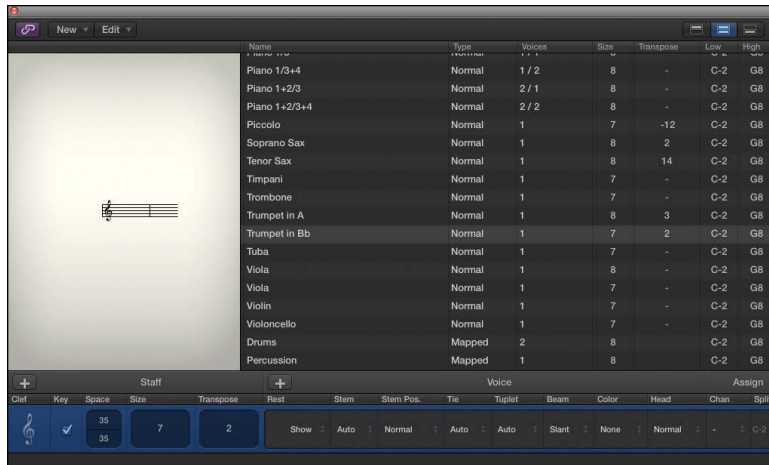 New Edit
Name Type Voices Size Transpose Low High
Piano 1/3+4 Normal 1 / 2 8 - C-2 G8
Piano 1+2/3 Normal 2 / 1 8 - C-2 G8
Piano 1+2/3+4 Normal 2 / 2 8 - C-2 G8
Piccolo Normal 1 7 -12 C-2 G8
Soprano Sax Normal 1 8 2 C-2 G8
Tenor Sax Normal 1 8 14 C-2 G8
Timpani Normal 1 7 - C-2 G8
Trombone Normal 1 7 - C-2 G8
Trumpet in A Normal 1 8 3 C-2 G8
Trumpet in Bb Normal 1 7 2 C-2 G8
Tuba Normal 1 7 - C-2 G8
Viola Normal 1 8 - C-2 G8
Viola Normal 1 7 - C-2 G8
Violin Normal 1 7 - C-2 G8
Violoncello Normal 1 7 - C-2 G8
Drums Mapped 2 8 C-2 G8
Percussion Mapped 1 8 C-2 G8
+ Staff + Voice Assign
Clef Key Space Size Transpose Rest Stem Stem Pos. Tie Tuplet Beam Color Head Chan Split
35
7 2 Show Auto Normal Auto Auto Slant None Normal - C-2
35